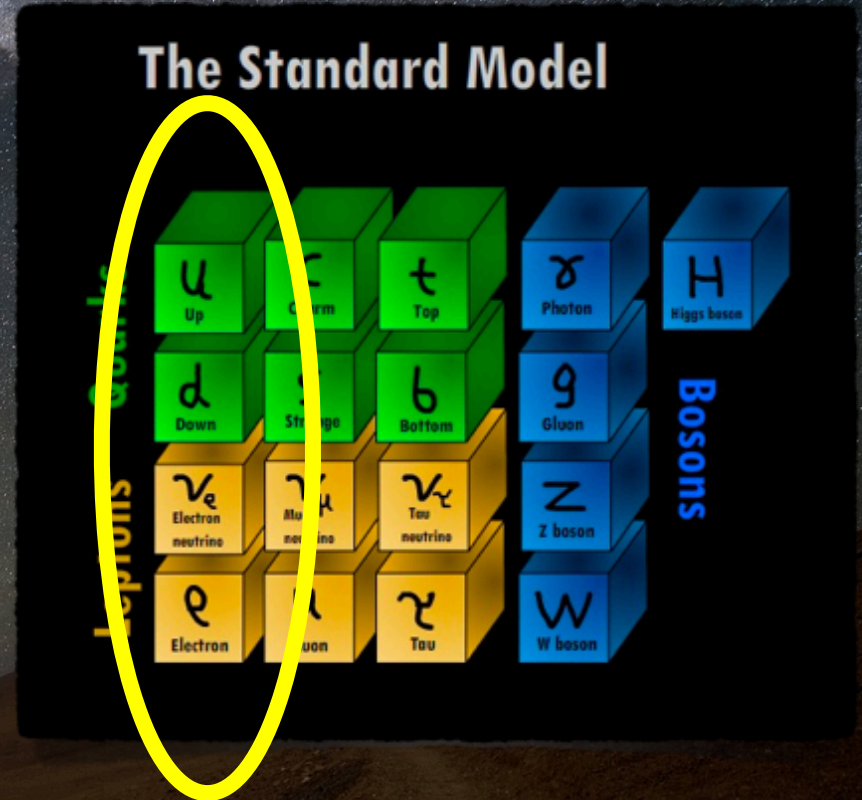 The Standard Model
Quarks
u c t γ H
Up Charm Top Photon Higgs boson
d s b g
Down Strange Bottom Gluon
Bosons
Leptons
νe νμ ντ Z
Electron Muon Tau Z boson
neutrino neutrino neutrino
e μ τ W
Electron Muon Tau W boson